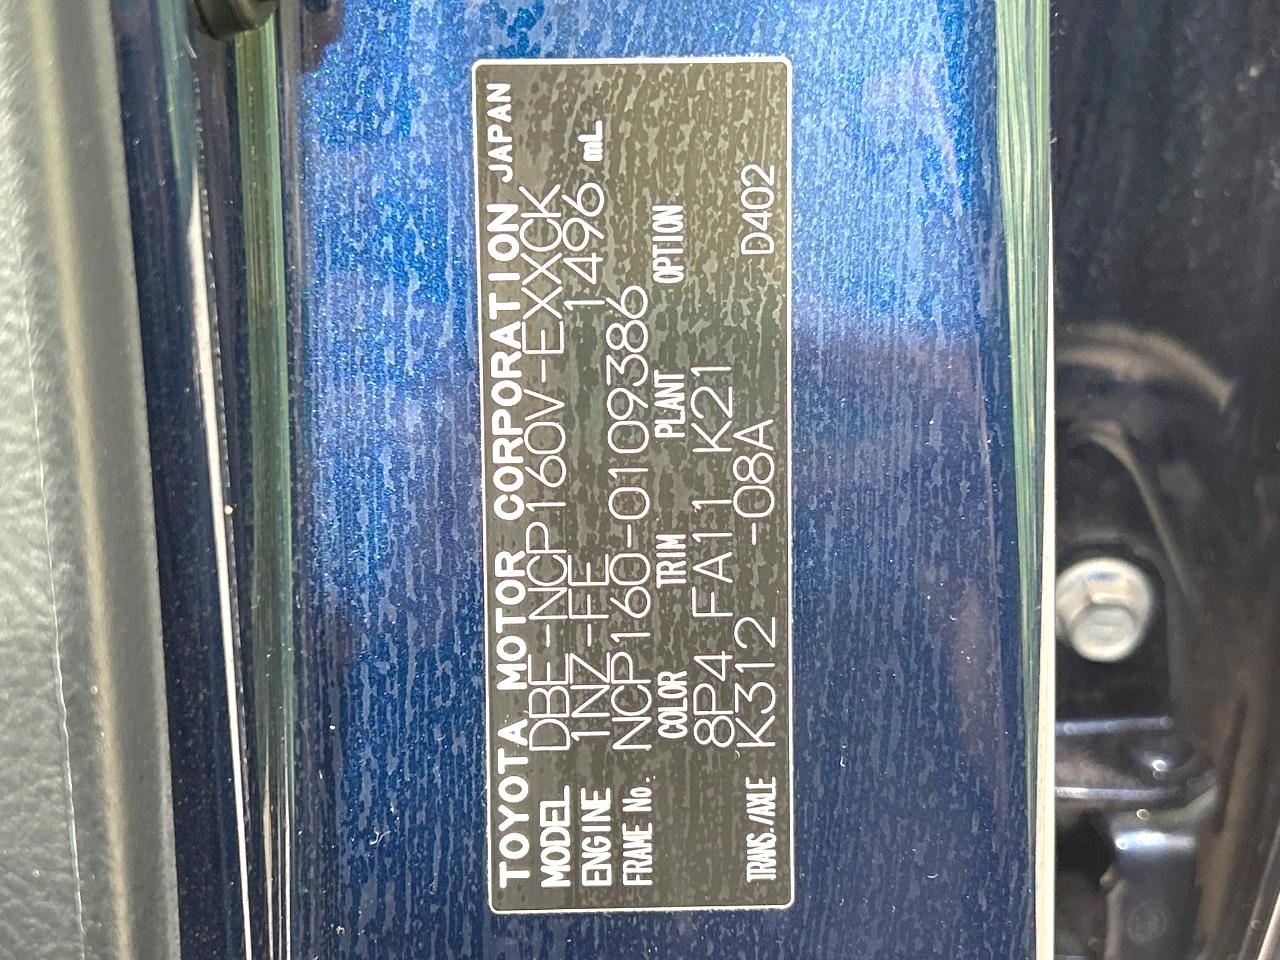 TOYOTA MOTOR CORPORATION JAPAN
MODEL DBE-NCP160V-EXXCK
ENGINE 1NZ-FE 1496 mL
FRAME No. NCP160-0109386
COLOR TRIM PLANT OPTION
8P4 FA11 K21
TRANS./AXLE K312 -08A D402